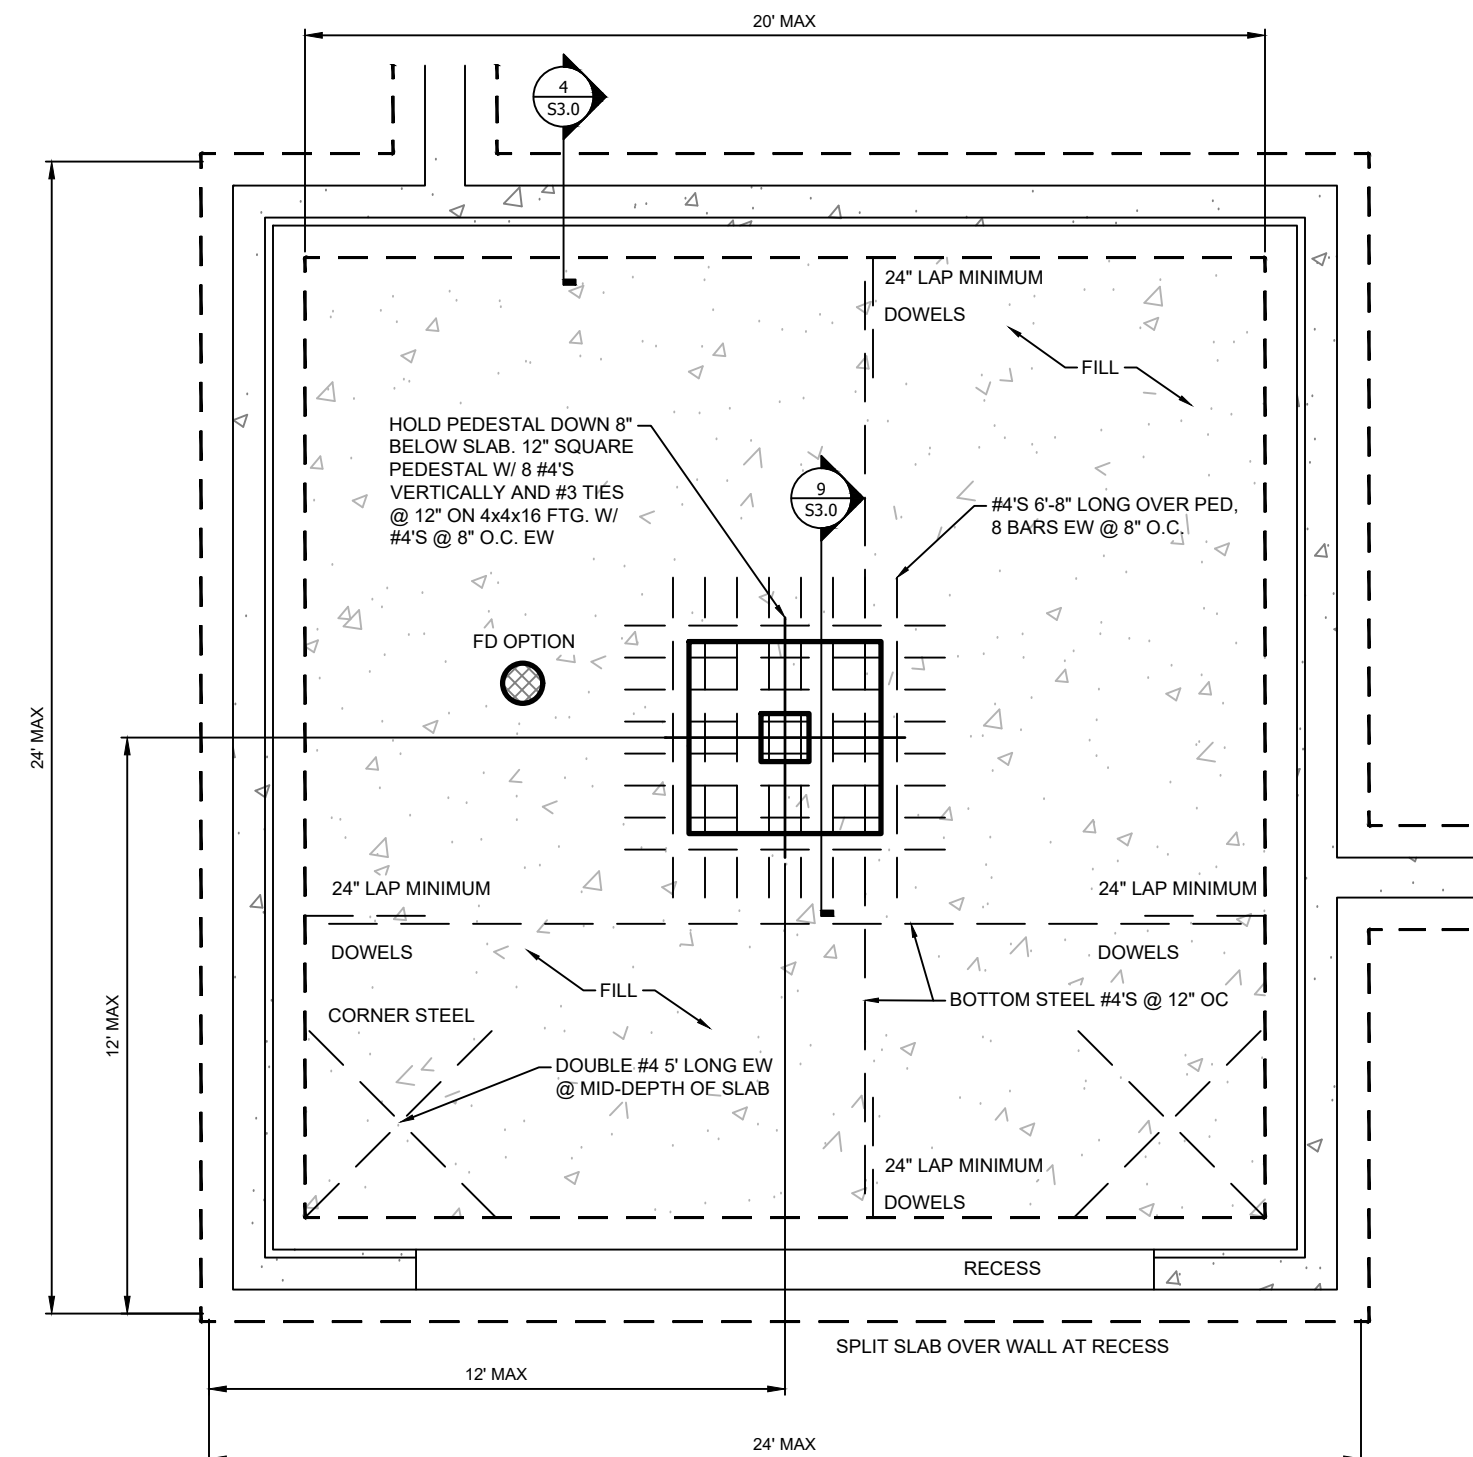 20' MAX
4
S3.0
24" LAP MINIMUM
DOWELS
FILL
HOLD PEDESTAL DOWN 8"
BELOW SLAB. 12" SQUARE
PEDESTAL W/ 8 #4'S
VERTICALLY AND #3 TIES
@ 12" ON 4x4x16 FTG. W/
#4'S @ 8" O.C. EW
9
S3.0
#4'S 6'-8" LONG OVER PED,
8 BARS EW @ 8" O.C.
FD OPTION
24' MAX
24" LAP MINIMUM
24" LAP MINIMUM
DOWELS
DOWELS
FILL
BOTTOM STEEL #4'S @ 12" OC
CORNER STEEL
12' MAX
DOUBLE #4 5' LONG EW
@ MID-DEPTH OF SLAB
24" LAP MINIMUM
DOWELS
RECESS
SPLIT SLAB OVER WALL AT RECESS
12' MAX
24' MAX